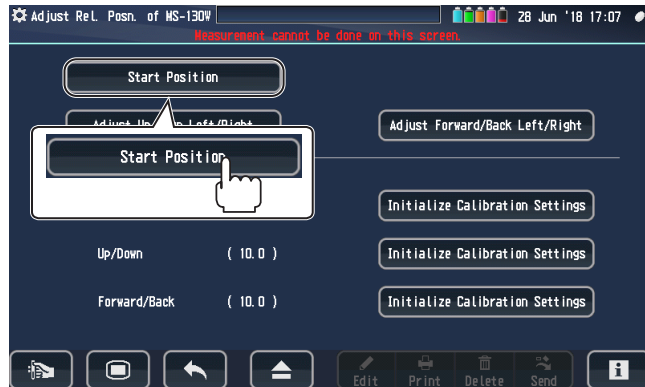 Adjust Rel. Posn. of MS-130W
28 Jun '18 17:07
Measurement cannot be done on this screen.
Start Position
Adjust Forward/Back Left/Right
Start Position
Initialize Calibration Settings
Up/Down ( 10.0 ) Initialize Calibration Settings
Forward/Back ( 10.0 ) Initialize Calibration Settings
Edit Print Delete Send
i